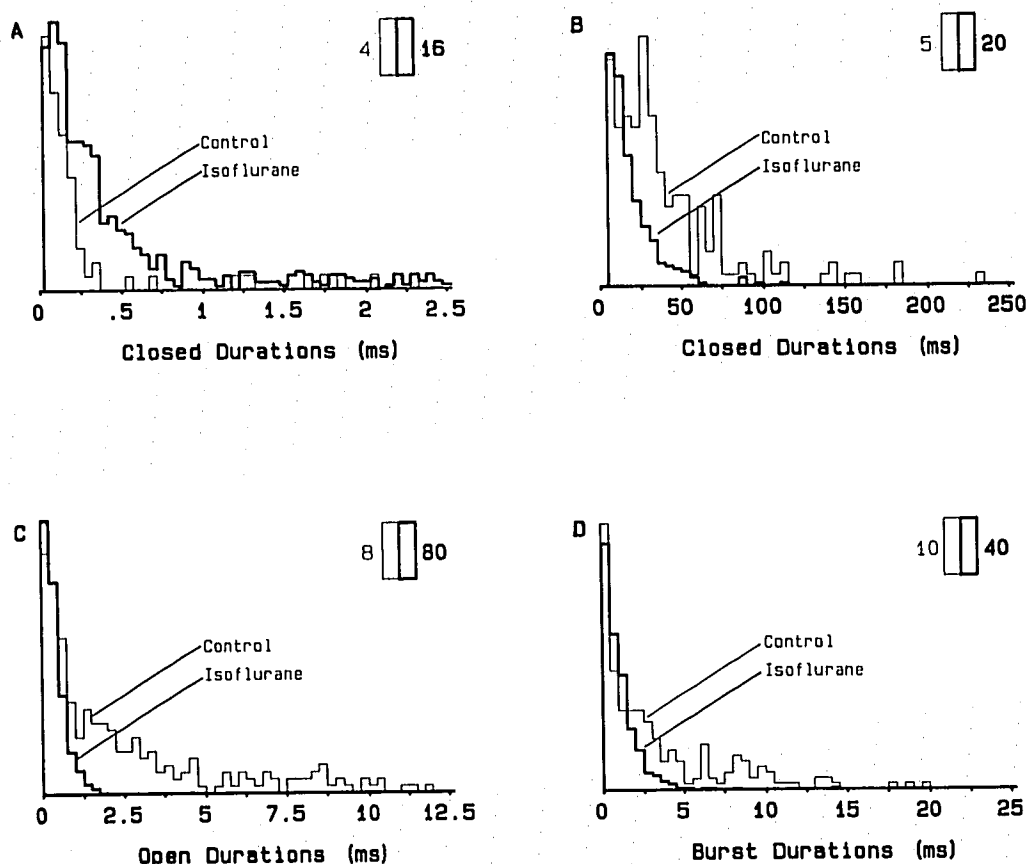 A
4 16
Control
Isoflurane
0 .5 1 1.5 2 2.5
Closed Durations (ms)
B
5 20
Control
Isoflurane
0 50 100 150 200 250
Closed Durations (ms)
C
8 80
Control
Isoflurane
0 2.5 5 7.5 10 12.5
Open Durations (ms)
D
10 40
Control
Isoflurane
0 5 10 15 20 25
Burst Durations (ms)